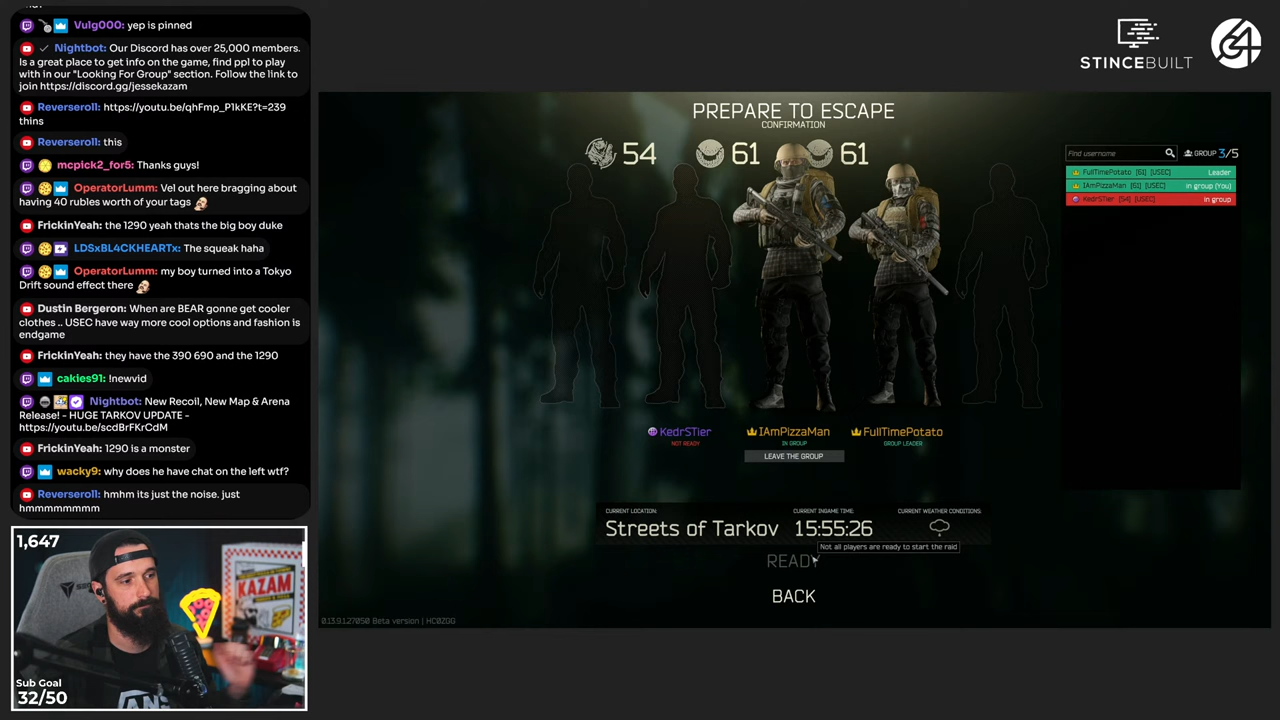 Vulg000: yep is pinned
Nightbot: Our Discord has over 25,000 members.
Is a great place to get info on the game, find ppl to play
with in our "Looking For Group" section. Follow the link to
join https://discord.gg/jessekazam
Reverseroll: https://youtu.be/qhFmp_P1kKE?t=239
thins
Reverseroll: this
mcpick2_for5: Thanks guys!
OperatorLumm: Vel out here bragging about
having 40 rubles worth of your tags
FrickinYeah: the 1290 yeah thats the big boy duke
LDSxBL4CKHEARTx: The squeak haha
OperatorLumm: my boy turned into a Tokyo
Drift sound effect there
Dustin Bergeron: When are BEAR gonne get cooler
clothes .. USEC have way more cool options and fashion is
endgame
FrickinYeah: they have the 390 690 and the 1290
cakies91: !newvid
Nightbot: New Recoil, New Map & Arena
Release! - HUGE TARKOV UPDATE -
https://youtu.be/scdBrFKrCdM
FrickinYeah: 1290 is a monster
wacky9: why does he have chat on the left wtf?
Reverseroll: hmhm its just the noise. just
hmmmmmmmm
1,647
KAZAM
Sub Goal
32/50
STINCEBUILT
PREPARE TO ESCAPE
CONFIRMATION
54
61
61
Find username
GROUP 3/5
FullTimePotato [61] [USEC] Leader
IAmPizzaMan [61] [USEC] in group (You)
KedrSTier [54] [USEC] in group
KedrSTier
NOT READY
IAmPizzaMan
IN GROUP
FullTimePotato
GROUP LEADER
LEAVE THE GROUP
CURRENT LOCATION:
Streets of Tarkov
CURRENT INGAME TIME:
15:55:26
CURRENT WEATHER CONDITIONS:
Not all players are ready to start the raid
READY
BACK
0.13.9.127050 Beta version | HC0ZGG